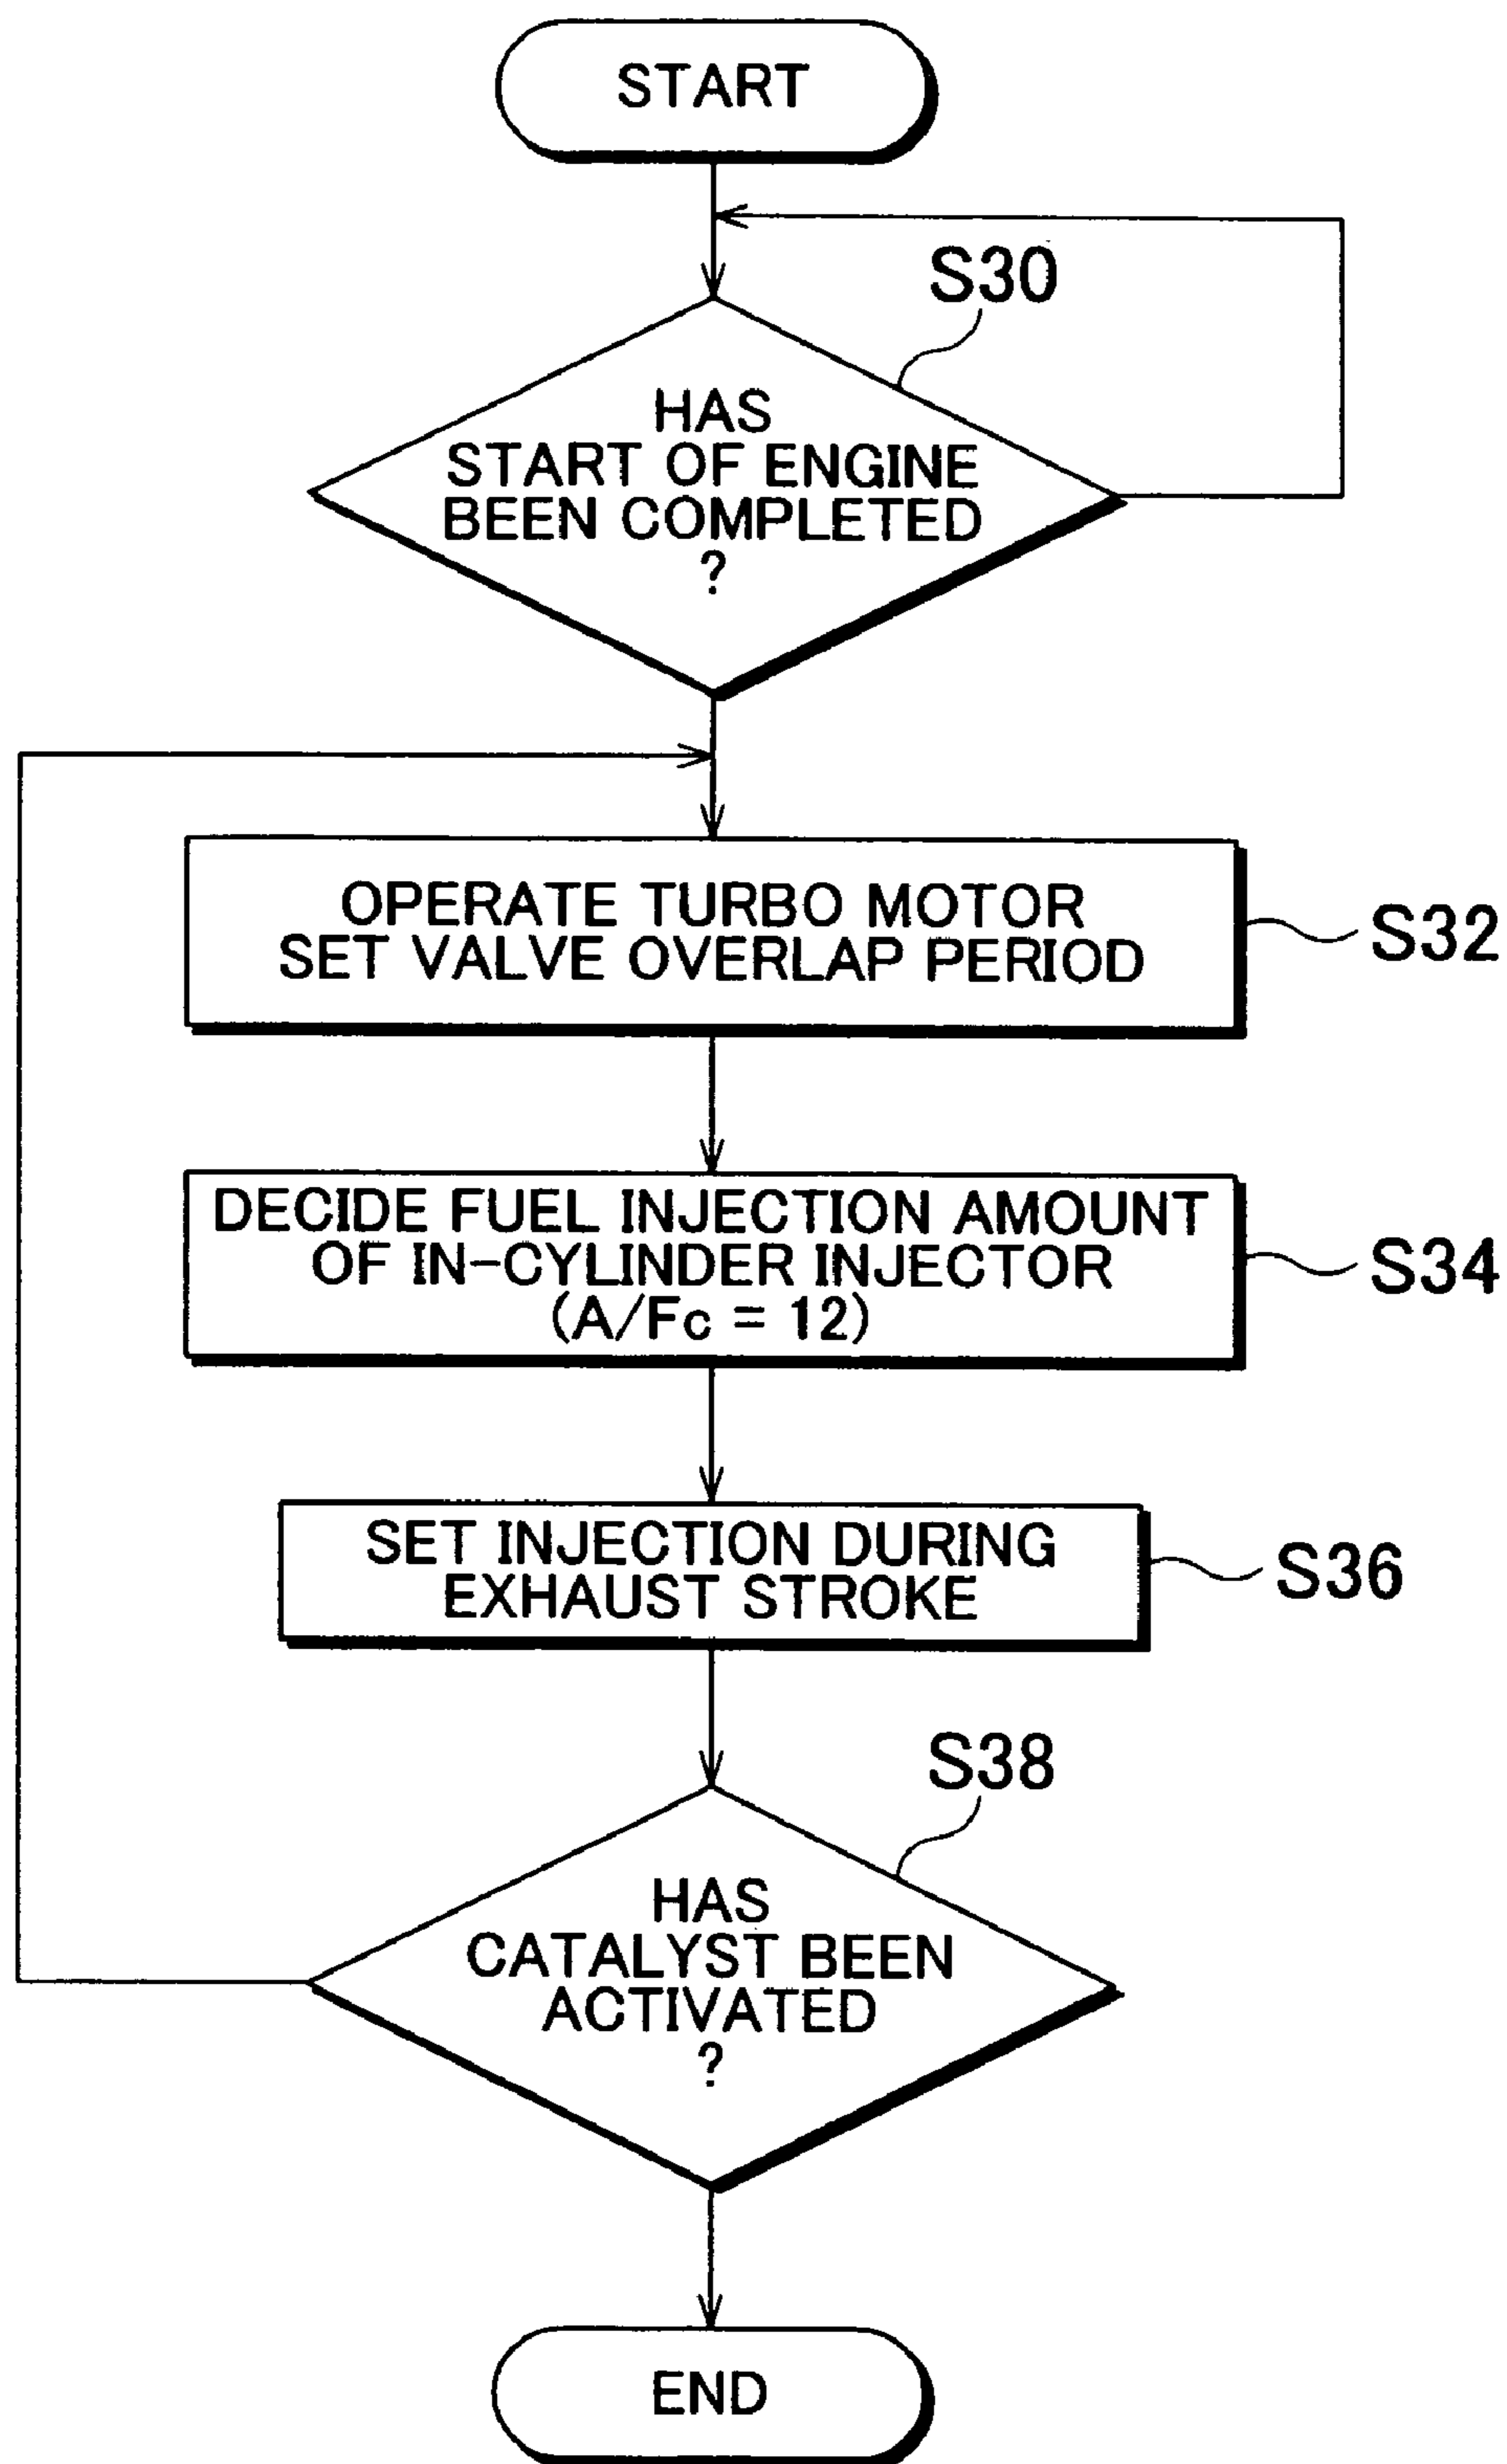 START
S30
HAS
START OF ENGINE
BEEN COMPLETED
?
OPERATE TURBO MOTOR
SET VALVE OVERLAP PERIOD
S32
DECIDE FUEL INJECTION AMOUNT
OF IN-CYLINDER INJECTOR
(A/Fc = 12)
S34
SET INJECTION DURING
EXHAUST STROKE
S36
S38
HAS
CATALYST BEEN
ACTIVATED
?
END